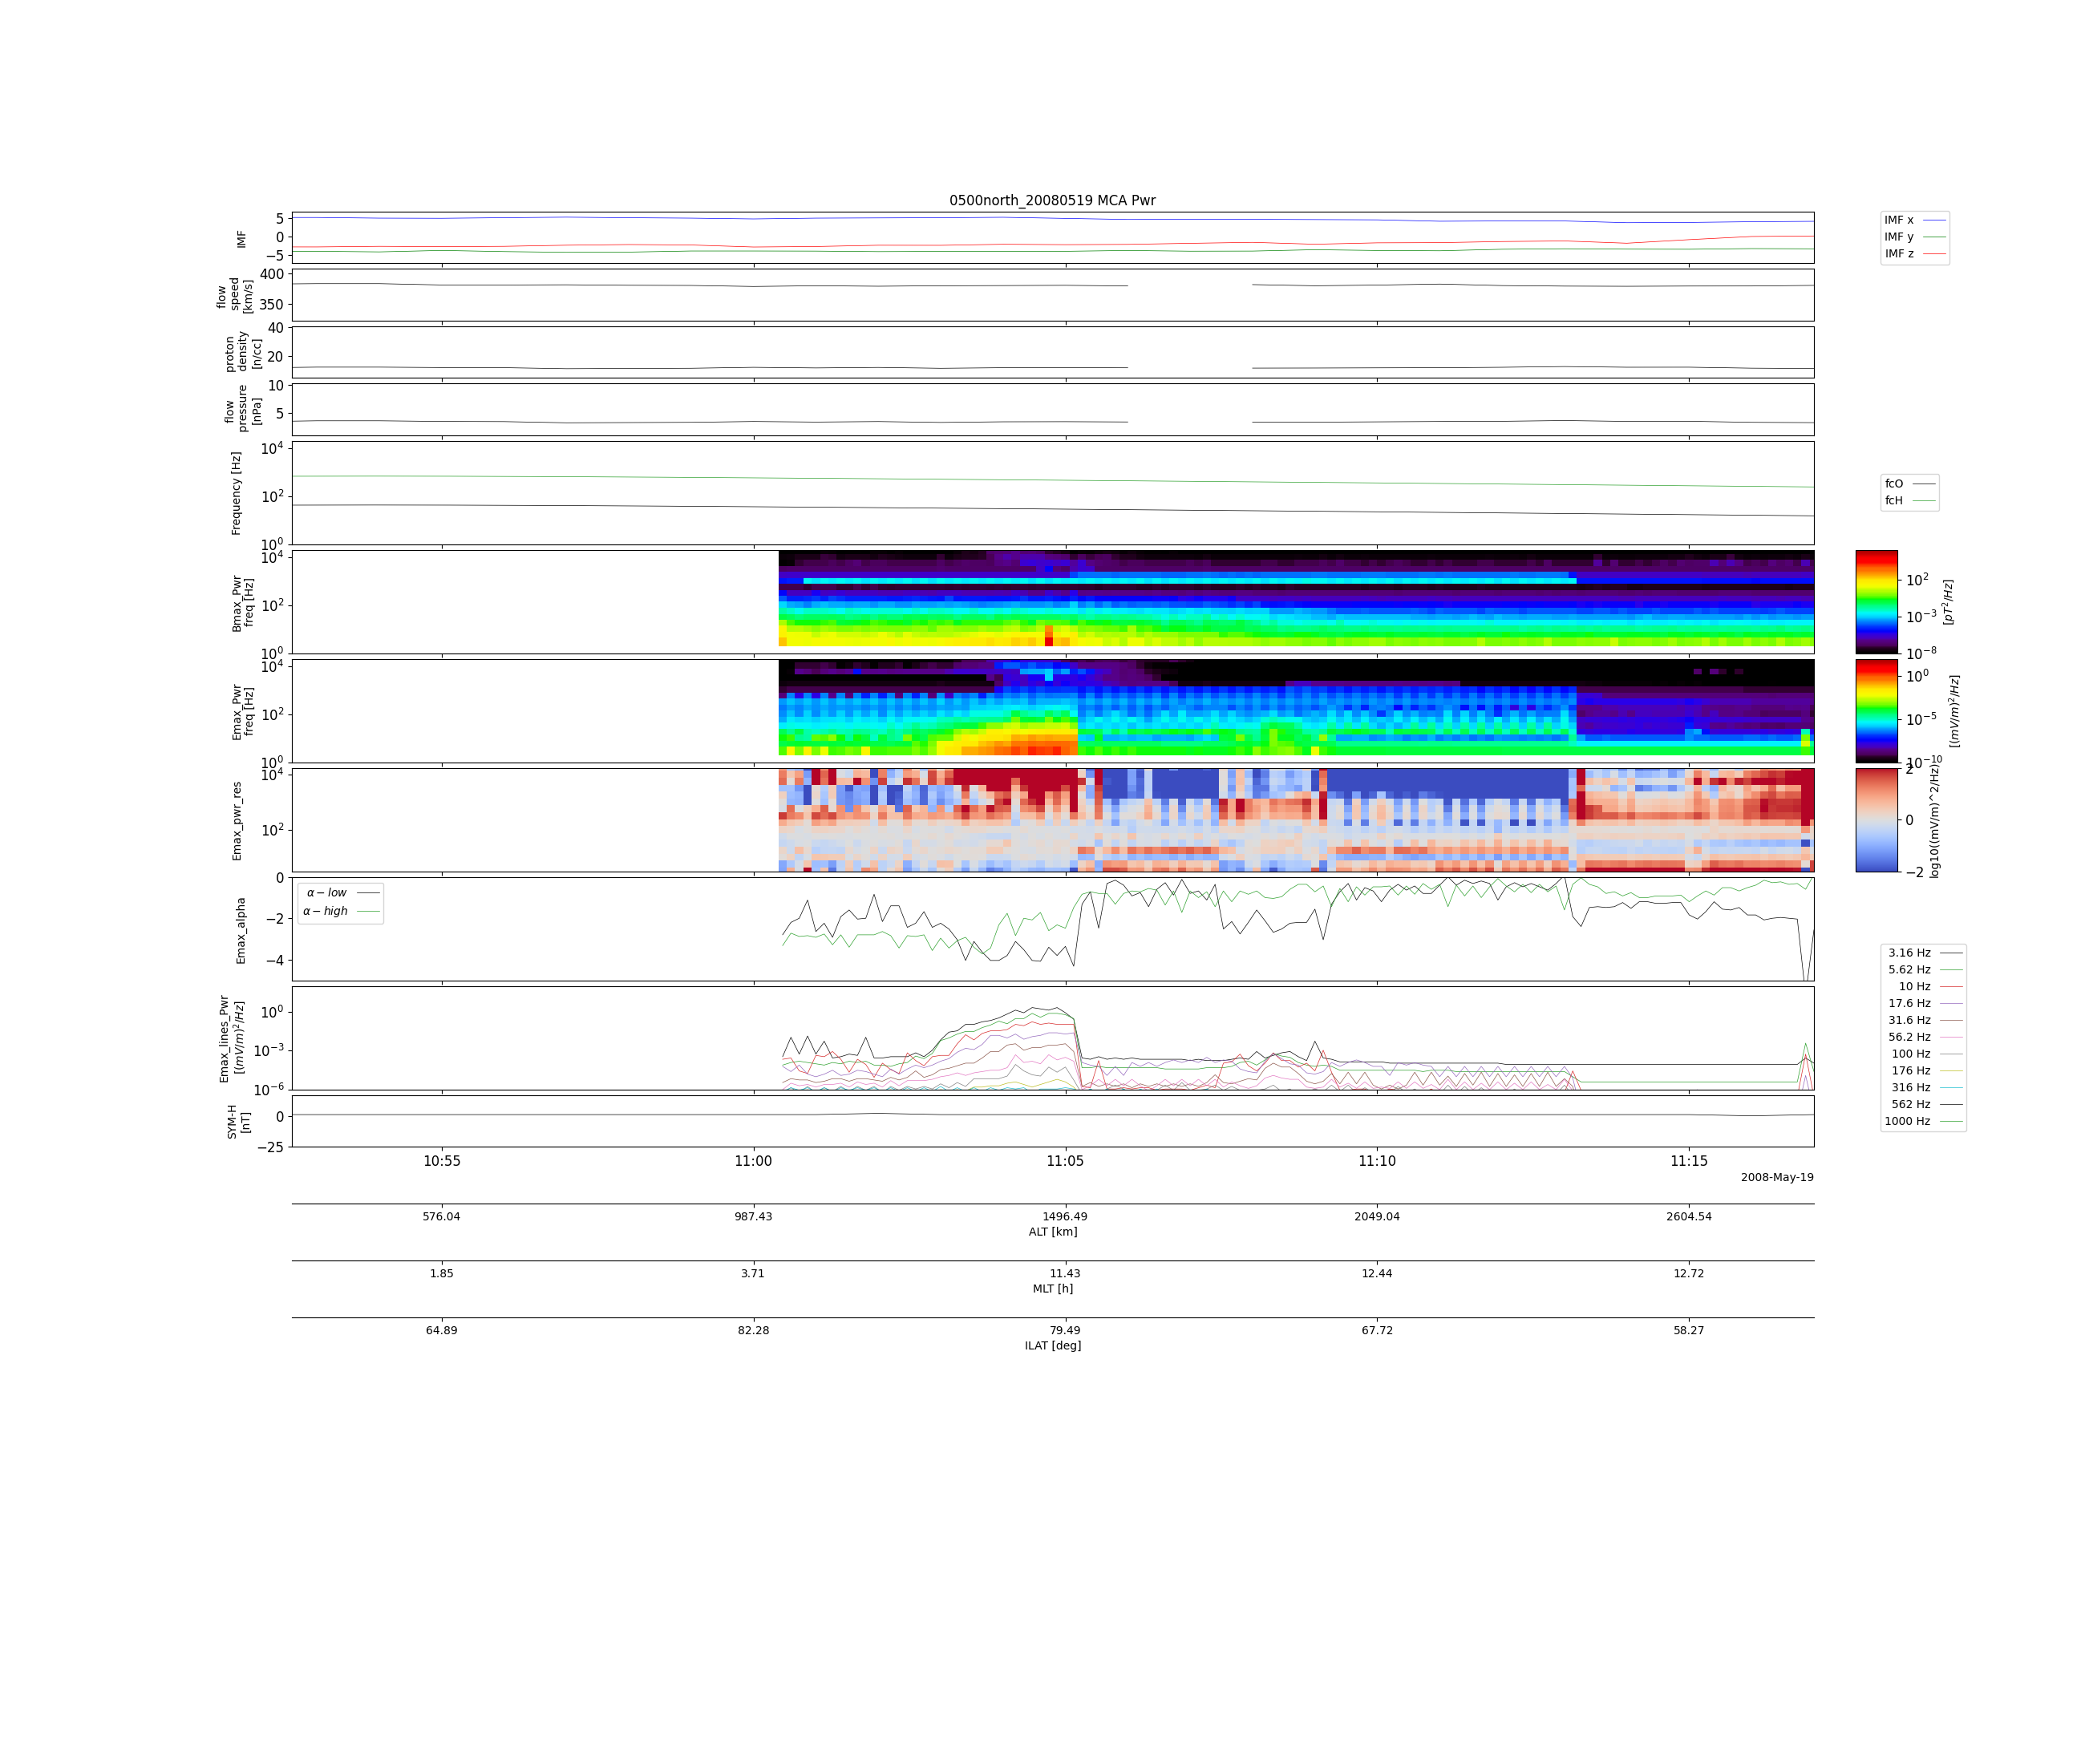 0500north_20080519 MCA Pwr
5
0
−5
IMF
IMF x
IMF y
IMF z
400
350
flow
speed
[km/s]
40
20
proton
density
[n/cc]
10
5
flow
pressure
[nPa]
10^4
10^2
10^0
Frequency [Hz]
fcO
fcH
10^4
10^2
10^0
Bmax_Pwr
freq [Hz]
10^2
10^−3
10^−8
[pT^2/Hz]
10^4
10^2
10^0
Emax_Pwr
freq [Hz]
10^0
10^−5
10^−10
[(mV/m)^2/Hz]
10^4
10^2
Emax_pwr_res
2
0
−2
log10((mV/m)^2/Hz)
0
−2
−4
Emax_alpha
α − low
α − high
10^0
10^−3
10^−6
Emax_lines_Pwr
[(mV/m)^2/Hz]
3.16 Hz
5.62 Hz
10 Hz
17.6 Hz
31.6 Hz
56.2 Hz
100 Hz
176 Hz
316 Hz
562 Hz
1000 Hz
0
−25
SYM-H
[nT]
10:55 11:00 11:05 11:10 11:15
2008-May-19
576.04 987.43 1496.49 2049.04 2604.54
ALT [km]
1.85 3.71 11.43 12.44 12.72
MLT [h]
64.89 82.28 79.49 67.72 58.27
ILAT [deg]